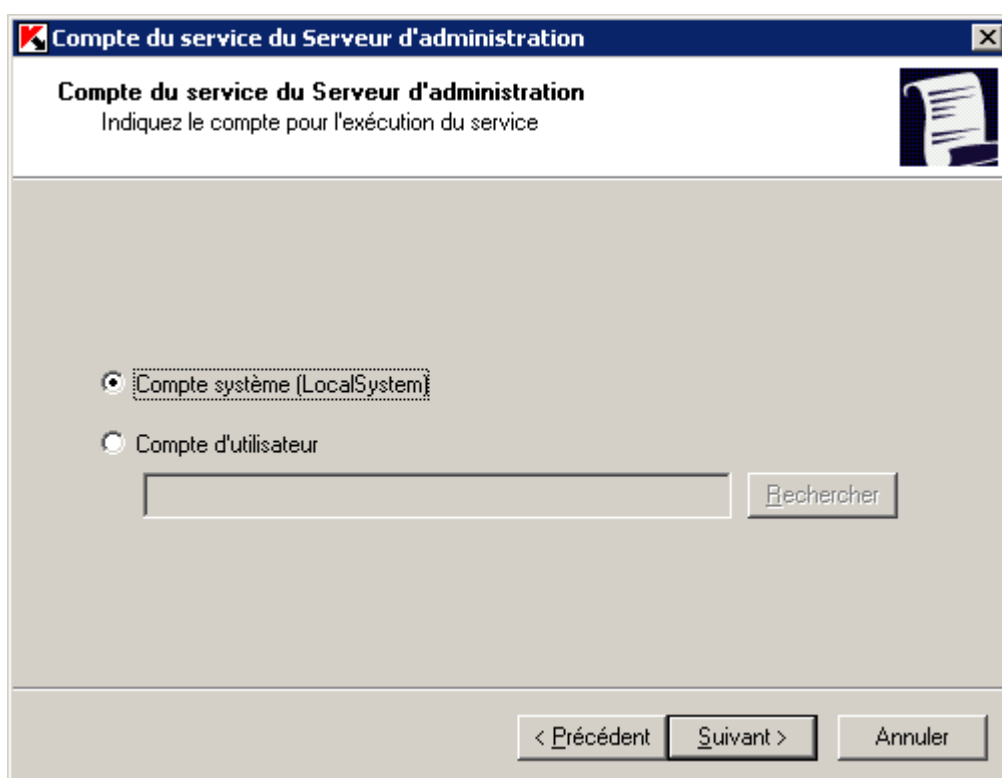 Compte du service du Serveur d'administration
Compte du service du Serveur d'administration
Indiquez le compte pour l'exécution du service
Compte système (LocalSystem)
Compte d'utilisateur
Rechercher
< Précédent
Suivant >
Annuler